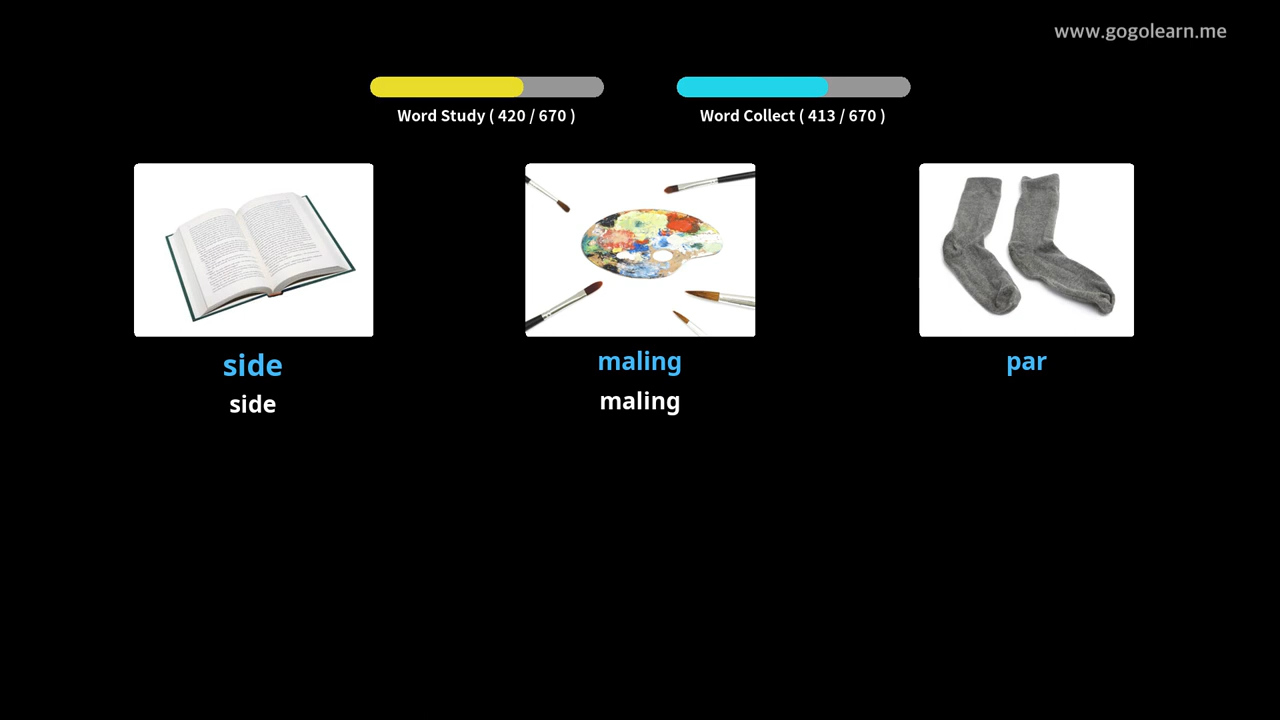 www.gogolearn.me
Word Study ( 420 / 670 )
Word Collect ( 413 / 670 )
side
side
maling
maling
par